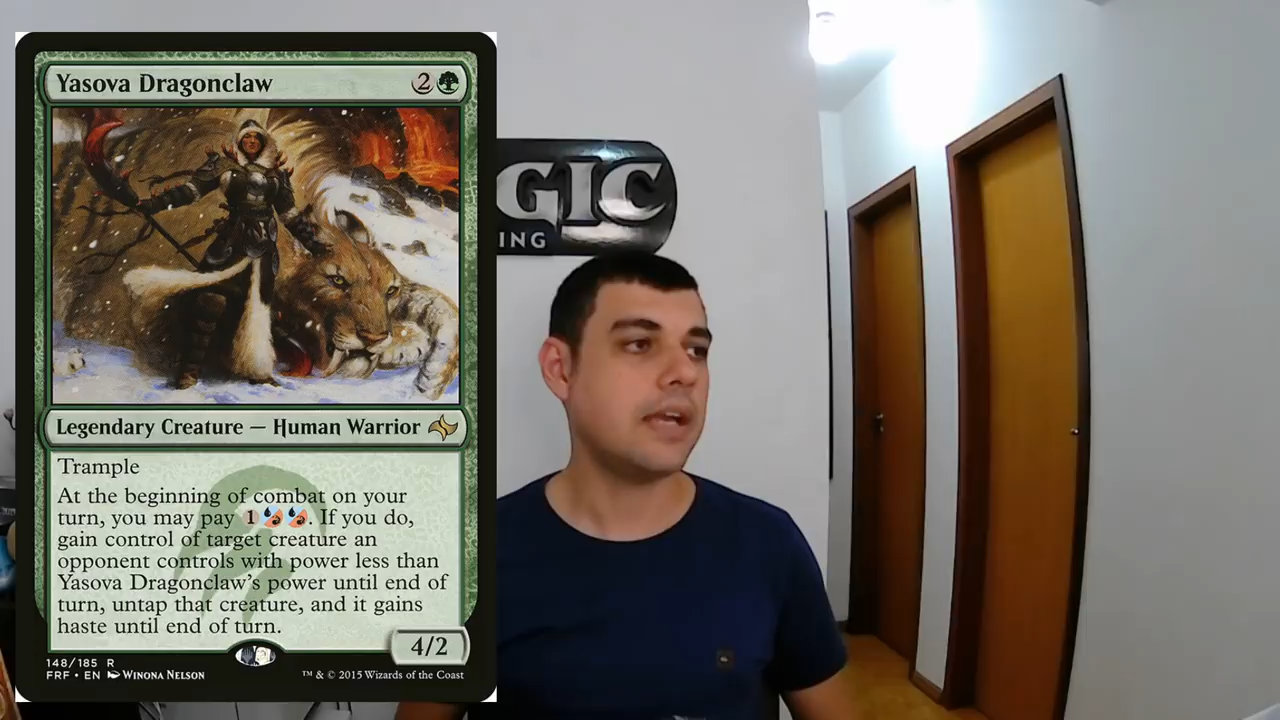 Yasova Dragonclaw 2
GIC
ING
Legendary Creature — Human Warrior
Trample
At the beginning of combat on your
turn, you may pay 1. If you do,
gain control of target creature an
opponent controls with power less than
Yasova Dragonclaw's power until end of
turn, untap that creature, and it gains
haste until end of turn.
4/2
148/185 R
FRF • EN Winona Nelson
™ & © 2015 Wizards of the Coast